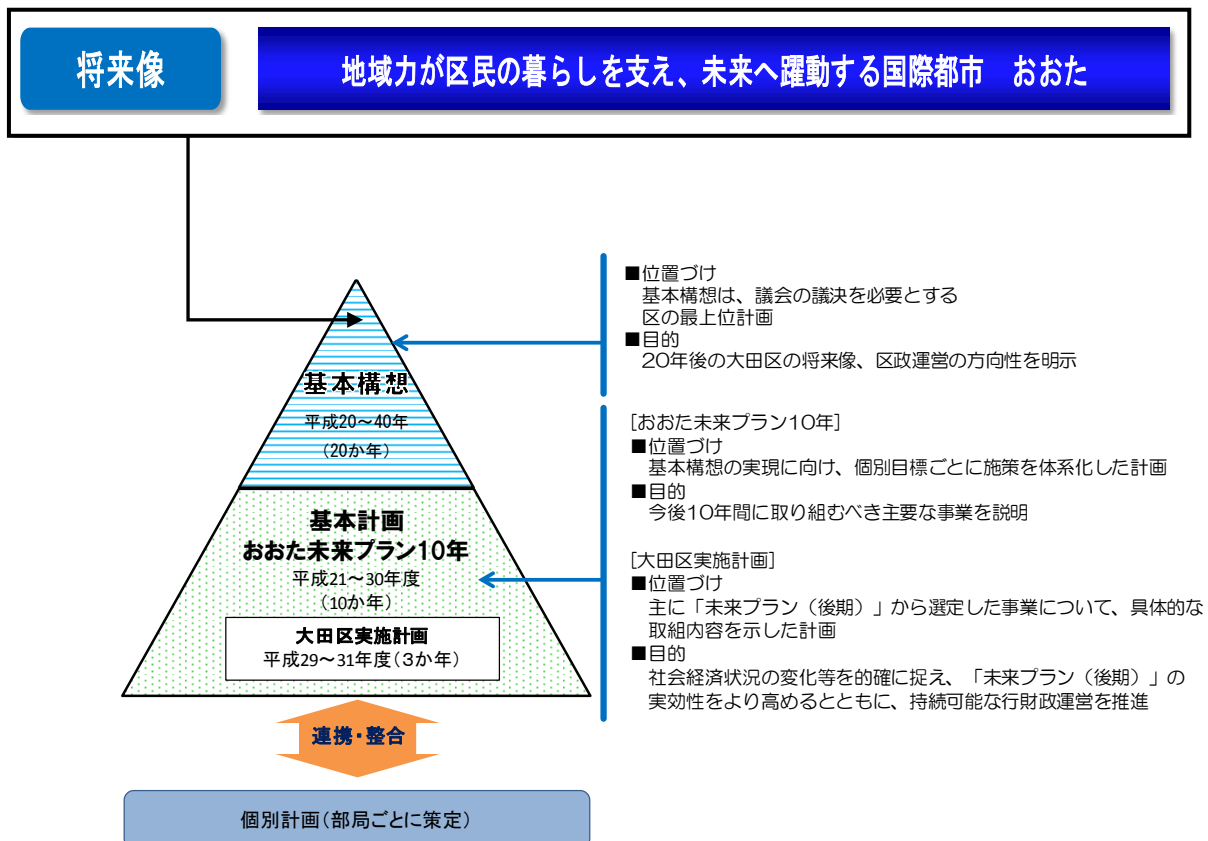 将来像
地域力が区民の暮らしを支え、未来へ躍動する国際都市　おおた
基本構想
平成20～40年
（20か年）
■位置づけ
基本構想は、議会の議決を必要とする
区の最上位計画
■目的
20年後の大田区の将来像、区政運営の方向性を明示
基本計画
おおた未来プラン10年
平成21～30年度
（10か年）
大田区実施計画
平成29～31年度（3か年）
[おおた未来プラン10年]
■位置づけ
基本構想の実現に向け、個別目標ごとに施策を体系化した計画
■目的
今後10年間に取り組むべき主要な事業を説明
[大田区実施計画]
■位置づけ
主に「未来プラン（後期）」から選定した事業について、具体的な
取組内容を示した計画
■目的
社会経済状況の変化等を的確に捉え、「未来プラン（後期）」の
実効性をより高めるとともに、持続可能な行財政運営を推進
連携・整合
個別計画（部局ごとに策定）